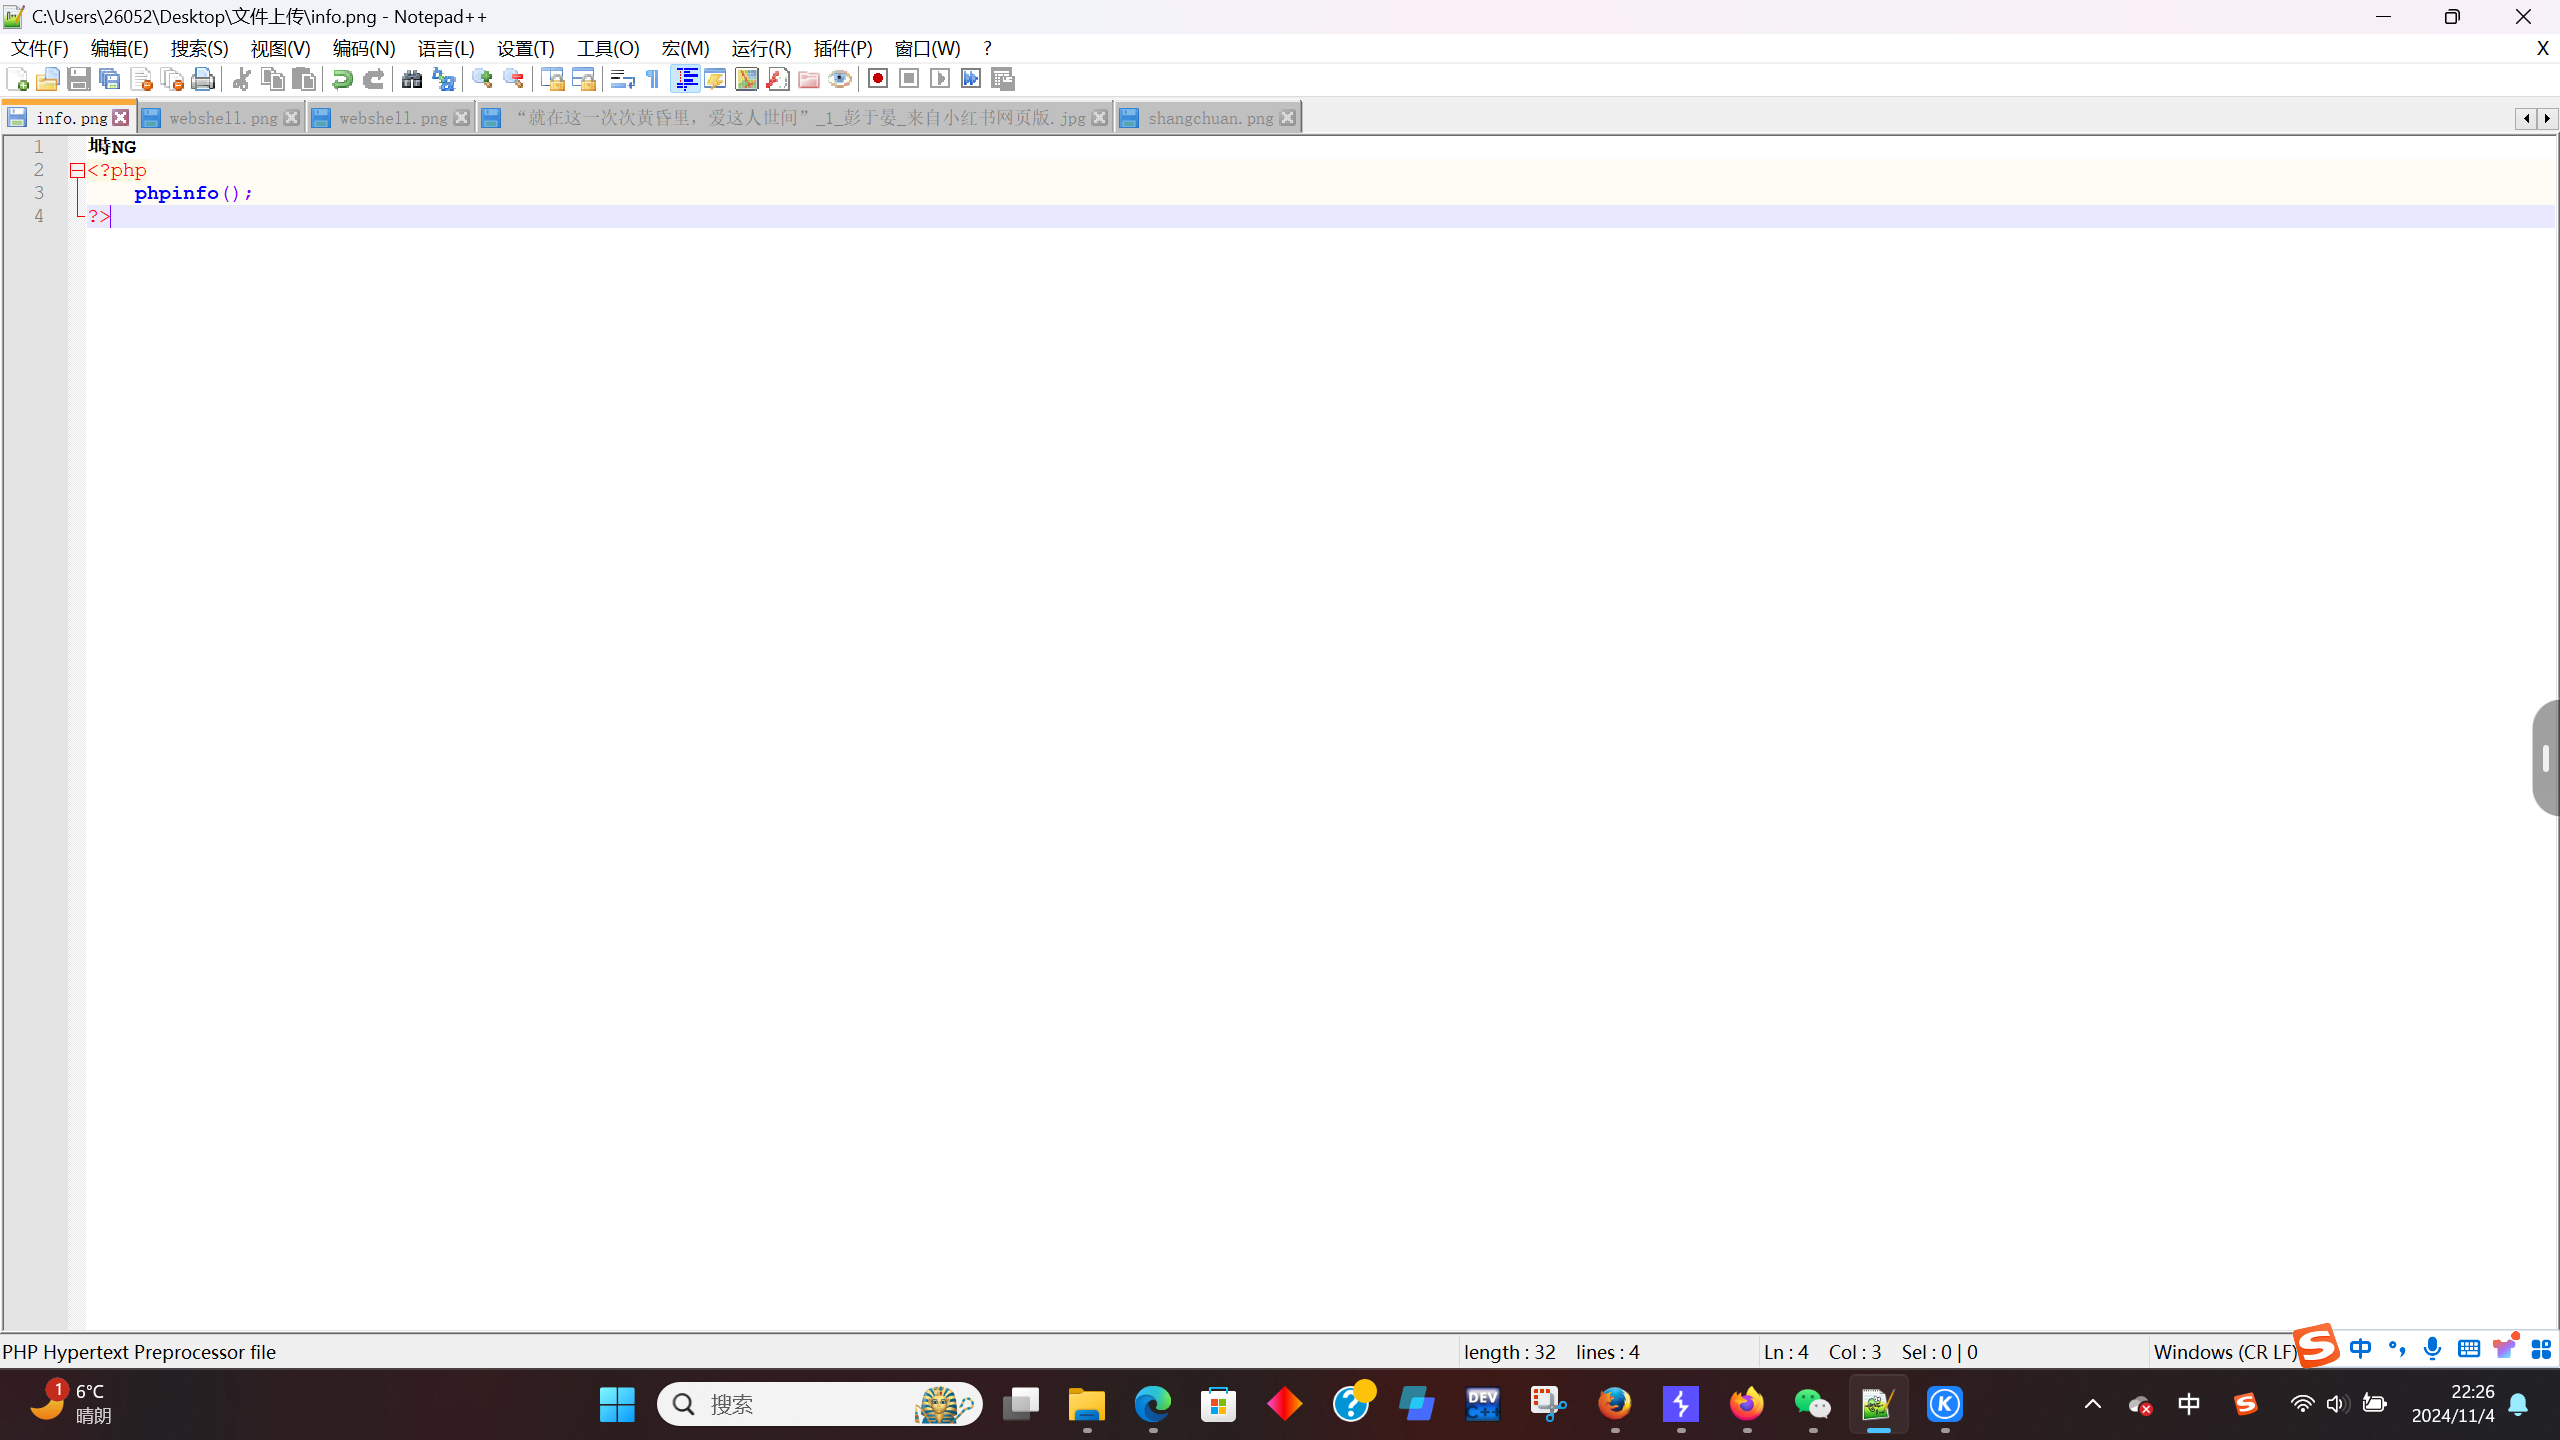 C:\Users\26052\Desktop\文件上传\info.png - Notepad++
文件(F) 编辑(E) 搜索(S) 视图(V) 编码(N) 语言(L) 设置(T) 工具(O) 宏(M) 运行(R) 插件(P) 窗口(W) ? X
info.png webshell.png webshell.png “就在这一次次黄昏里，爱这人世间”_1_彭于晏_来自小红书网页版.jpg shangchuan.png
1 塒NG
2 <?php
3 phpinfo();
4 ?>
PHP Hypertext Preprocessor file length : 32 lines : 4 Ln : 4 Col : 3 Sel : 0 | 0 Windows (CR LF) 中
1 6°C
晴朗
搜索
DEV
C++
中
22:26
2024/11/4